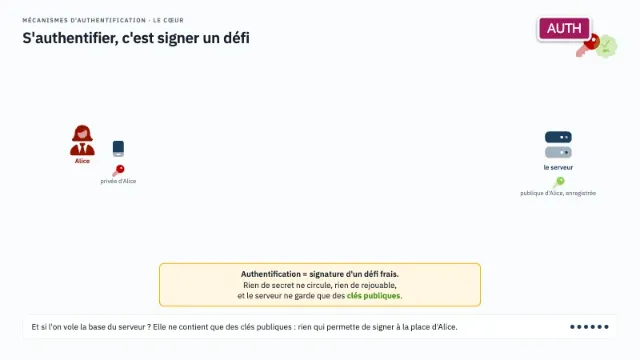 MÉCANISMES D'AUTHENTIFICATION · LE CŒUR
S'authentifier, c'est signer un défi
AUTH
Alice
privée d'Alice
le serveur
publique d'Alice, enregistrée
Authentification = signature d'un défi frais.
Rien de secret ne circule, rien de rejouable,
et le serveur ne garde que des clés publiques.
Et si l'on vole la base du serveur ? Elle ne contient que des clés publiques : rien qui permette de signer à la place d'Alice.